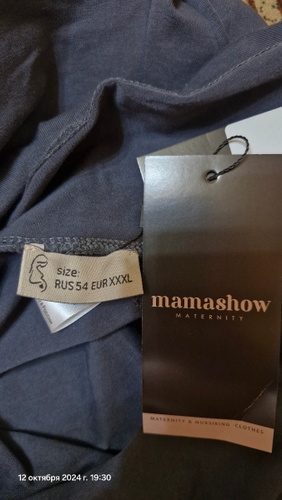 size:
RUS 54 EUR XXXL
mamashow
MATERNITY
MATERNITY & NURSING CLOTHES
12 октября 2024 г. 19:30